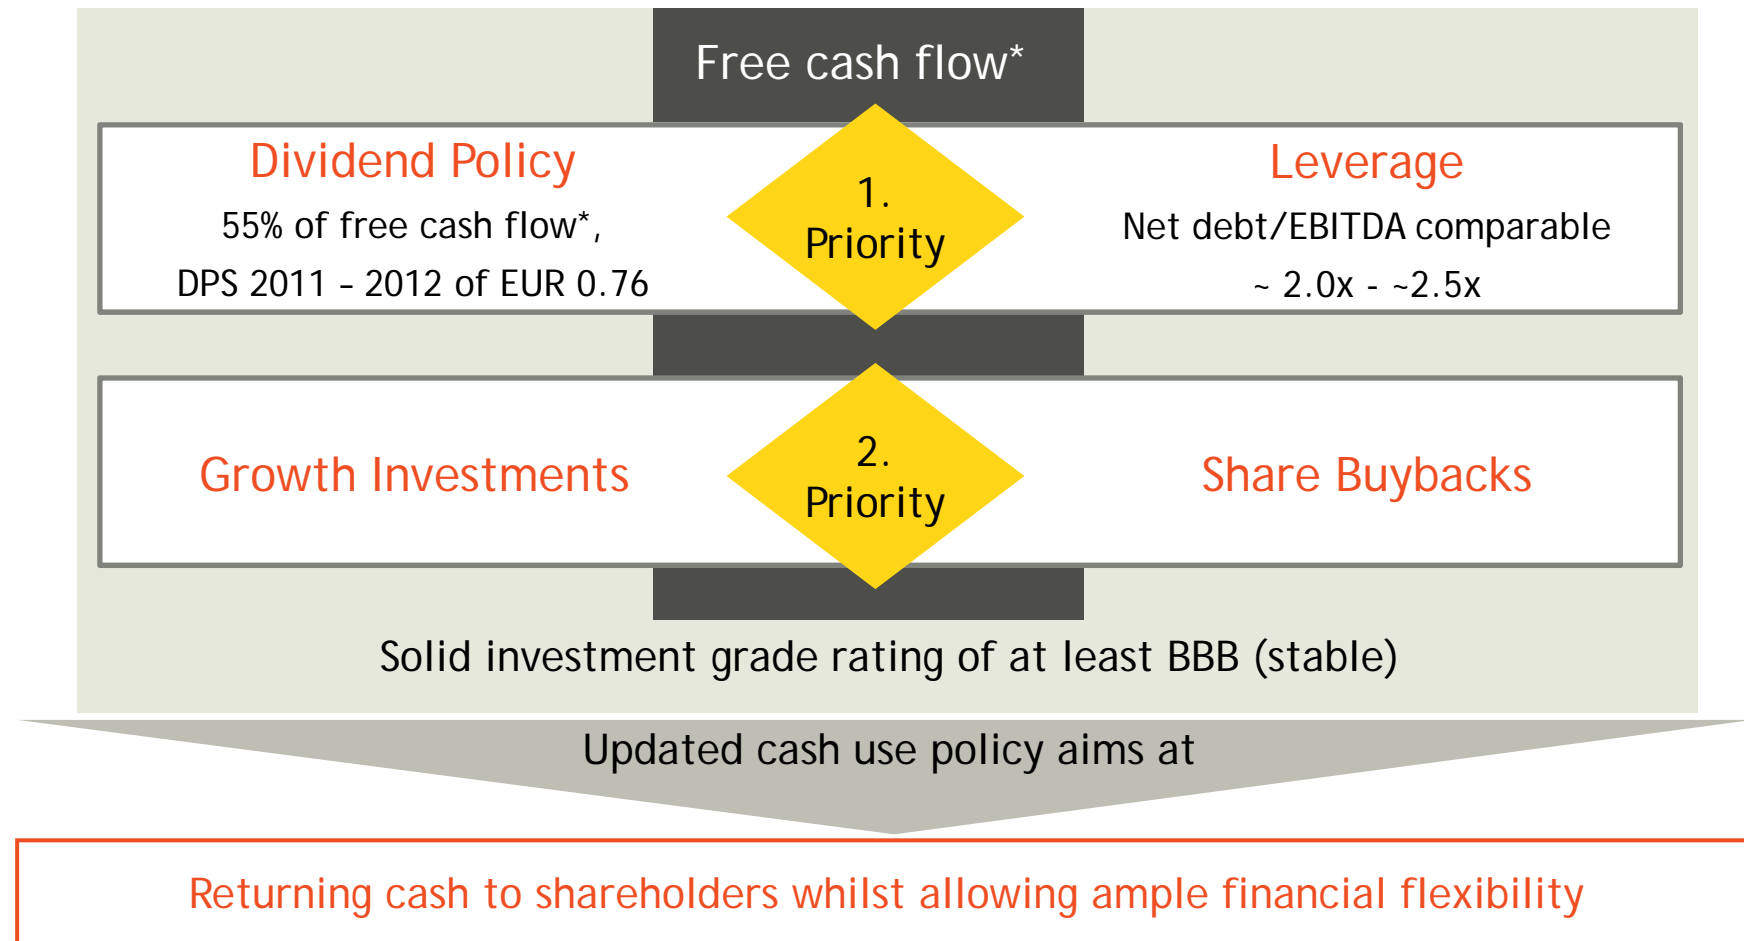 Free cash flow*
Dividend Policy
55% of free cash flow*,
DPS 2011 – 2012 of EUR 0.76
1.
Priority
Leverage
Net debt/EBITDA comparable
~ 2.0x - ~2.5x
Growth Investments
2.
Priority
Share Buybacks
Solid investment grade rating of at least BBB (stable)
Updated cash use policy aims at
Returning cash to shareholders whilst allowing ample financial flexibility